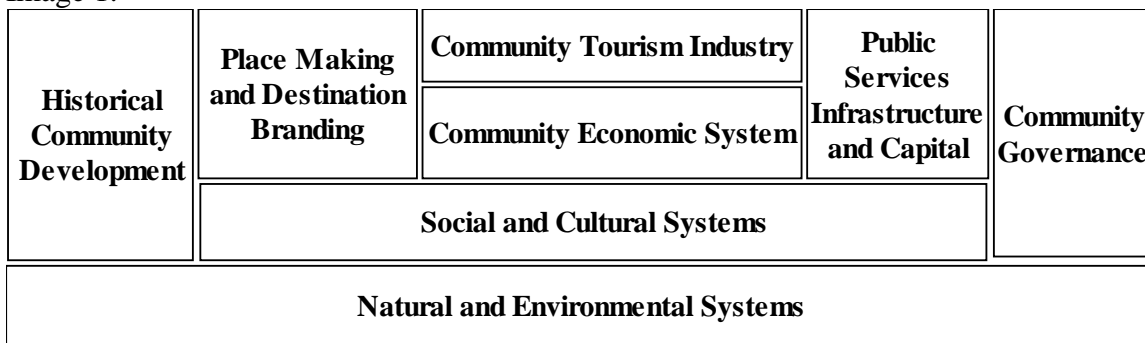 Image 1.
Historical
Community
Development
Place Making
and Destination
Branding
Community Tourism Industry
Community Economic System
Public
Services
Infrastructure
and Capital
Community
Governance
Social and Cultural Systems
Natural and Environmental Systems